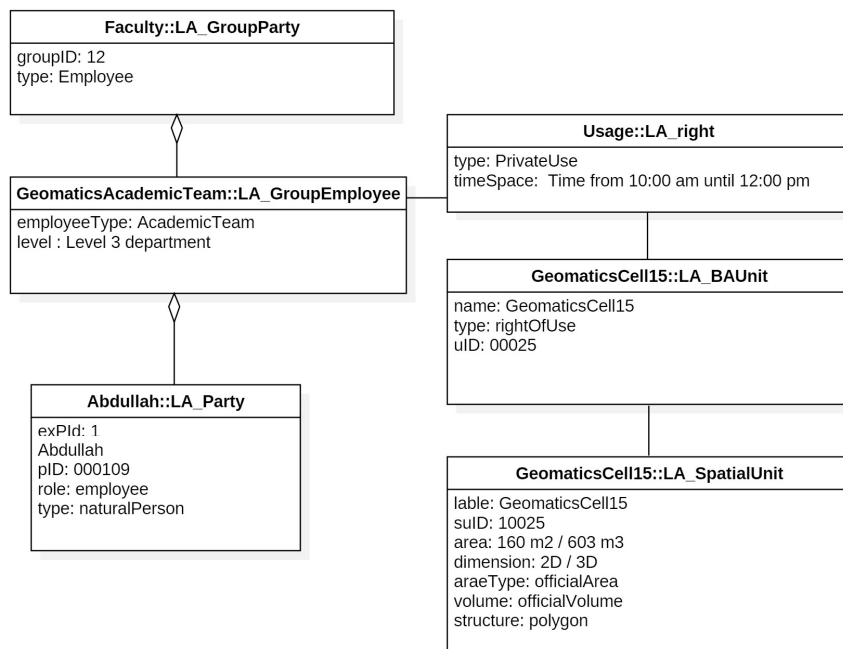 Faculty::LA_GroupParty
groupID: 12
type: Employee
GeomaticsAcademicTeam::LA_GroupEmployee
employeeType: AcademicTeam
level : Level 3 department
Abdullah::LA_Party
exPId: 1
Abdullah
pID: 000109
role: employee
type: naturalPerson
Usage::LA_right
type: PrivateUse
timeSpace:  Time from 10:00 am until 12:00 pm
GeomaticsCell15::LA_BAUnit
name: GeomaticsCell15
type: rightOfUse
uID: 00025
GeomaticsCell15::LA_SpatialUnit
lable: GeomaticsCell15
suID: 10025
area: 160 m2 / 603 m3
dimension: 2D / 3D
araeType: officialArea
volume: officialVolume
structure: polygon